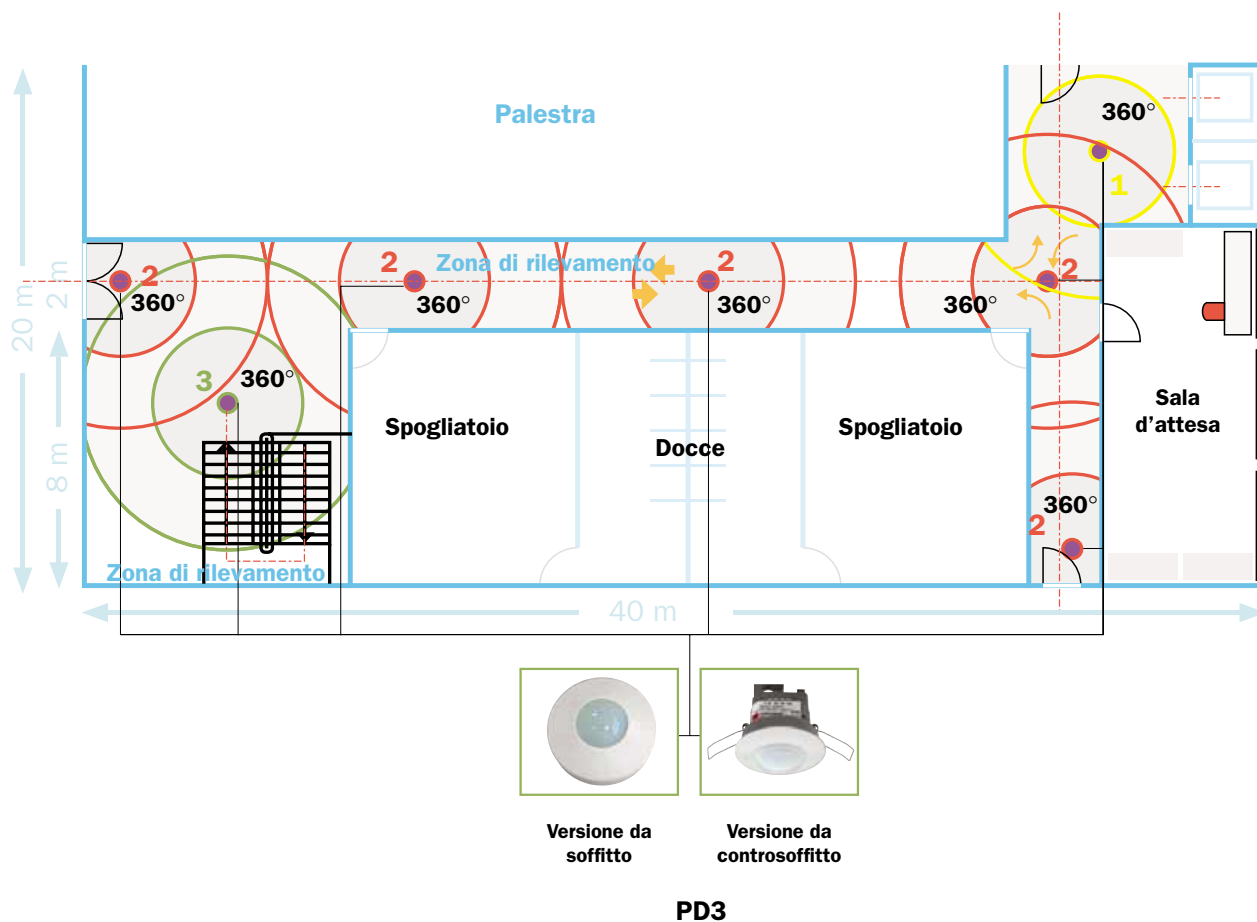 Palestra
360°
1
20 m
2 m
2
360°
2
Zona di rilevamento
360°
2
360°
2
360°
3
360°
8 m
Spogliatoio
Docce
Spogliatoio
Sala
d'attesa
360°
2
Zona di rilevamento
40 m
Versione da
soffitto
Versione da
controsoffitto
PD3